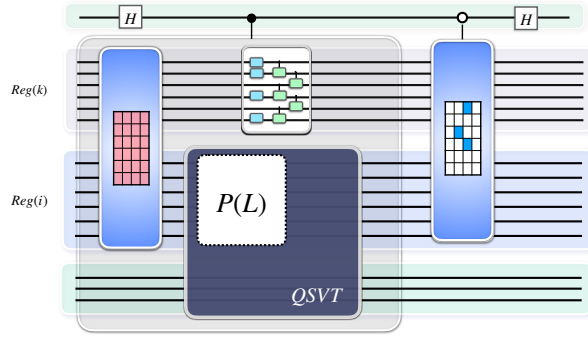 H
H
Reg(k)
Reg(i)
P(L)
QSVT